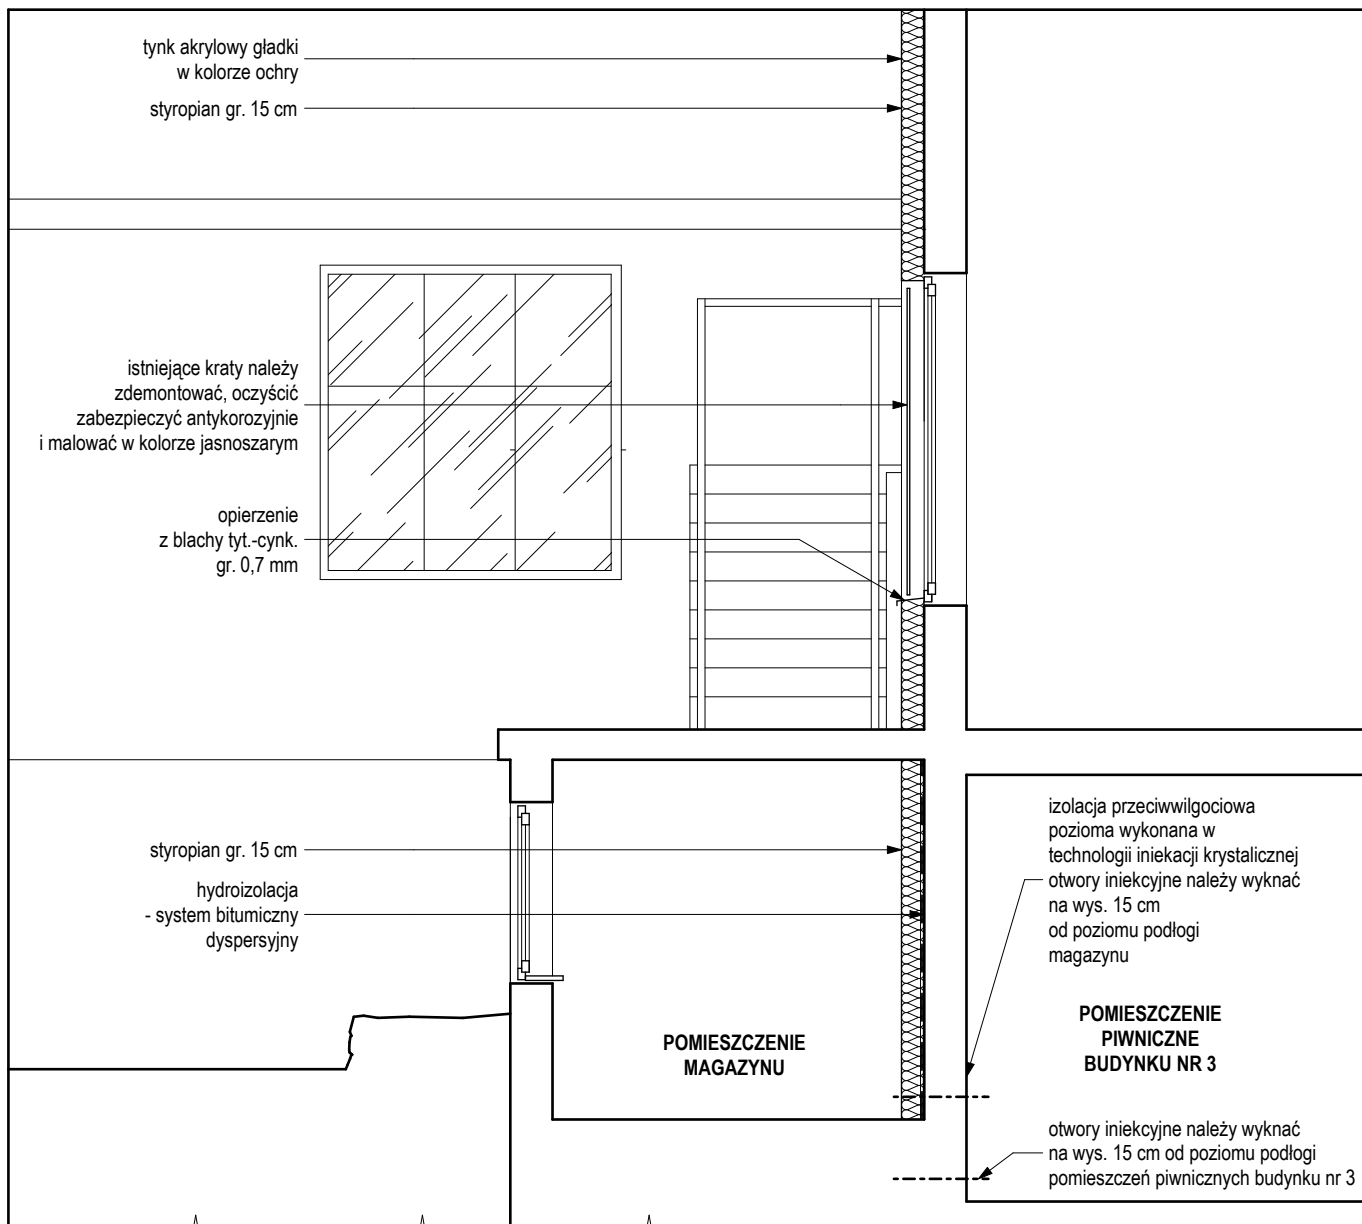 tynk akrylowy gładki
w kolorze ochry
styropian gr. 15 cm
istniejące kraty należy
zdemontować, oczyścić
zabezpieczyć antykorozyjnie
i malować w kolorze jasnoszarym
opierzenie
z blachy tyt.-cynk.
gr. 0,7 mm
styropian gr. 15 cm
hydroizolacja
- system bitumiczny
dyspersyjny
izolacja przeciwwilgociowa
pozioma wykonana w
technologii iniekacji krystalicznej
otwory iniekcyjne należy wyknać
na wys. 15 cm
od poziomu podłogi
magazynu
POMIESZCZENIE
MAGAZYNU
POMIESZCZENIE
PIWNICZNE
BUDYNKU NR 3
otwory iniekcyjne należy wyknać
na wys. 15 cm od poziomu podłogi
pomieszczeń piwnicznych budynku nr 3